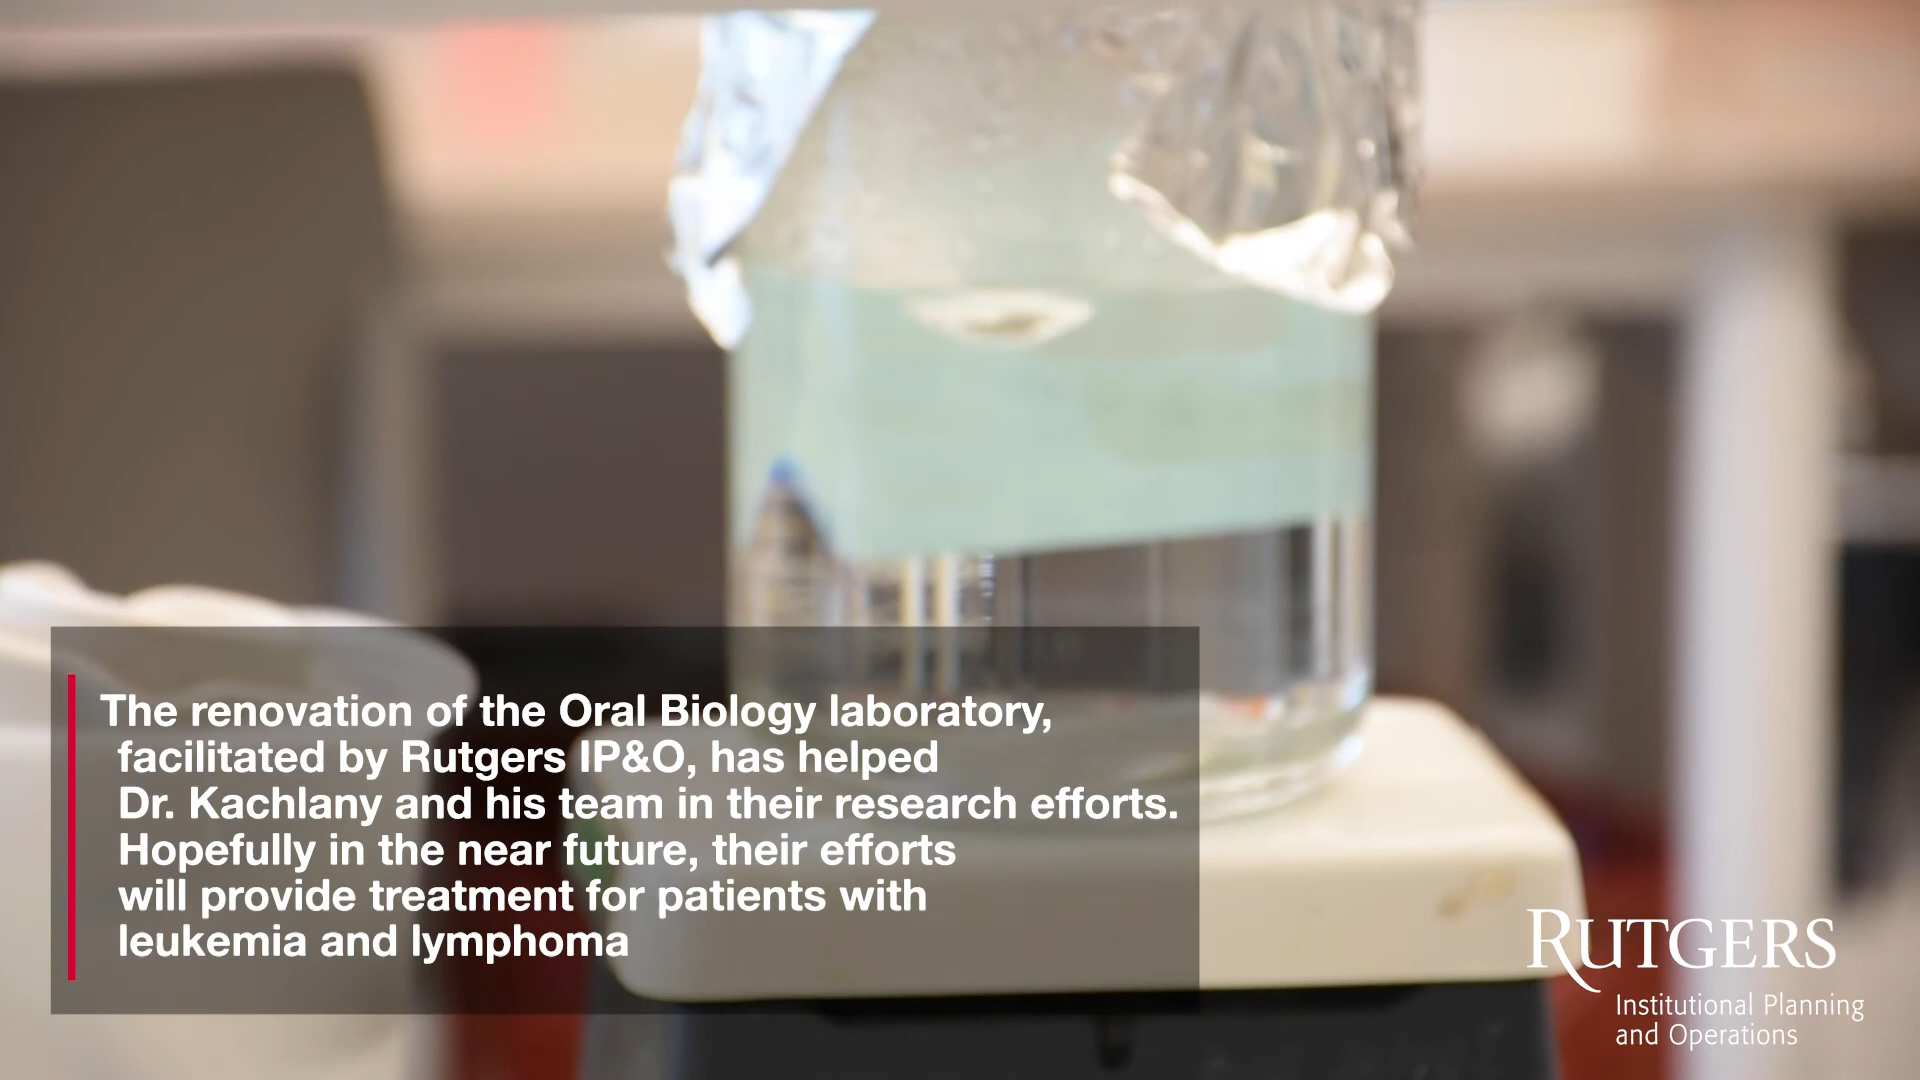 The renovation of the Oral Biology laboratory,
facilitated by Rutgers IP&O, has helped
Dr. Kachlany and his team in their research efforts.
Hopefully in the near future, their efforts
will provide treatment for patients with
leukemia and lymphoma
RUTGERS
Institutional Planning
and Operations